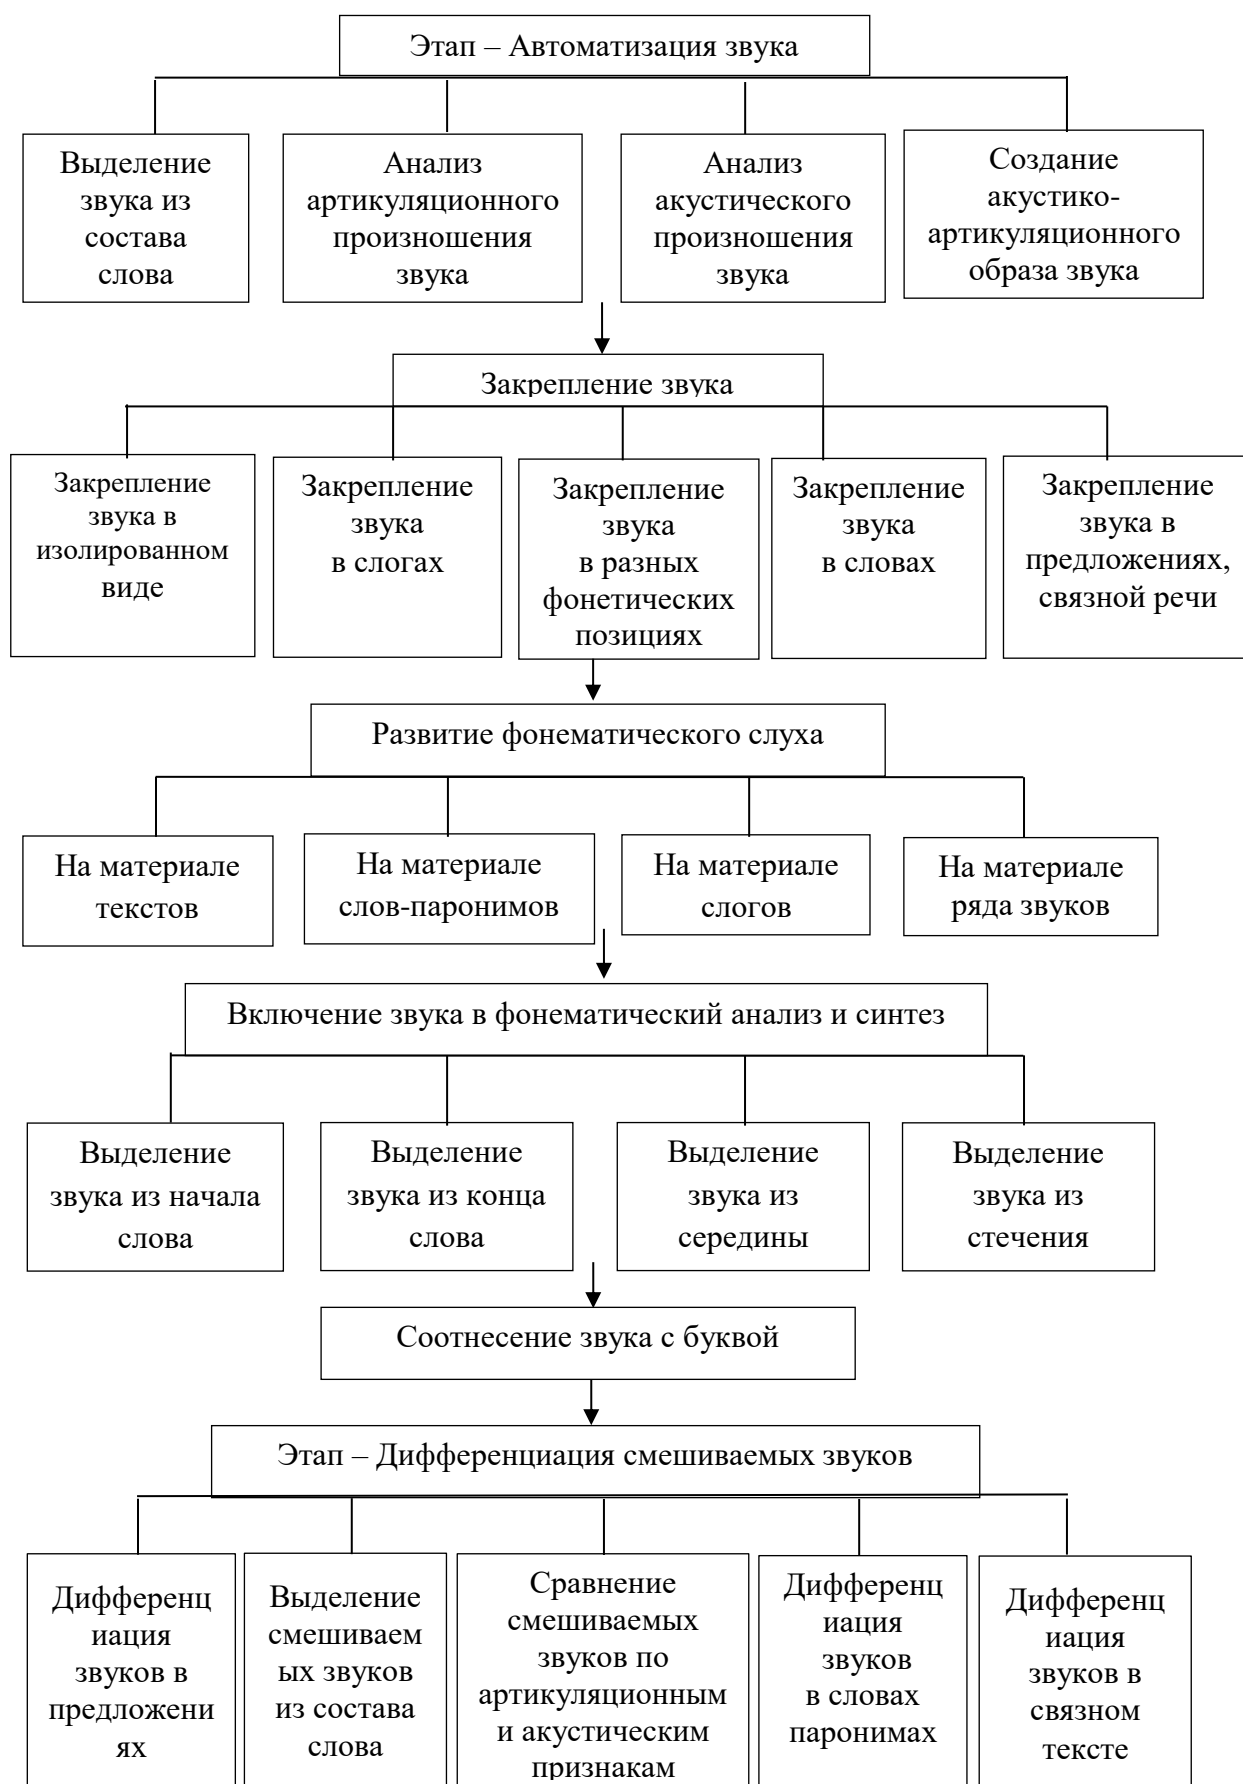 Этап – Автоматизация звука
Выделение
звука из
состава
слова
Анализ
артикуляционного
произношения
звука
Анализ
акустического
произношения
звука
Создание
акустико-
артикуляционного
образа звука
Закрепление звука
Закрепление
звука в
изолированном
виде
Закрепление
звука
в слогах
Закрепление
звука
в разных
фонетических
позициях
Закрепление
звука
в словах
Закрепление
звука в
предложениях,
связной речи
Развитие фонематического слуха
На материале
текстов
На материале
слов-паронимов
На материале
слогов
На материале
ряда звуков
Включение звука в фонематический анализ и синтез
Выделение
звука из начала
слова
Выделение
звука из конца
слова
Выделение
звука из
середины
Выделение
звука из
стечения
Соотнесение звука с буквой
Этап – Дифференциация смешиваемых звуков
Дифференц
иация
звуков в
предложени
ях
Выделение
смешиваем
ых звуков
из состава
слова
Сравнение
смешиваемых
звуков по
артикуляционным
и акустическим
признакам
Дифференц
иация
звуков
в словах
паронимах
Дифференц
иация
звуков в
связном
тексте